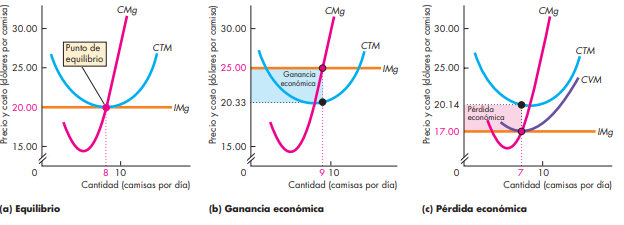 Precio y costo (dólares por camisa)
30.00
25.00
20.00
15.00
0
Punto de
equilibrio
CMg
CTM
IMg
8 10
Cantidad (camisas por día)
(a) Equilibrio
Precio y costo (dólares por camisa)
30.00
25.00
20.33
15.00
0
Ganancia
económica
CMg
CTM
IMg
9 10
Cantidad (camisas por día)
(b) Ganancia económica
Precio y costo (dólares por camisa)
30.00
25.00
20.14
17.00
15.00
0
Pérdida
económica
CMg
CTM
CVM
IMg
7 10
Cantidad (camisas por día)
(c) Pérdida económica